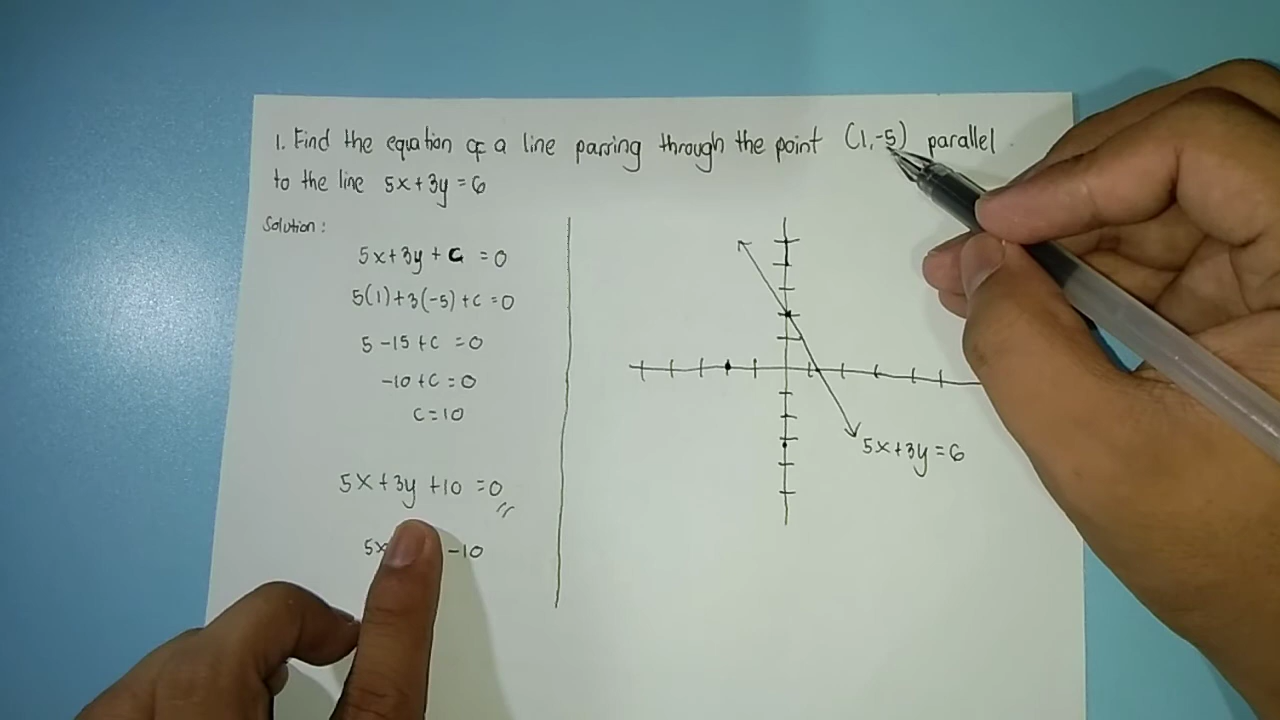 1. Find the equation of a line passing through the point (1,-5) parallel
to the line 5x+3y=6
Solution:
5x+3y+C=0
5(1)+3(-5)+c=0
5-15+c=0
-10+c=0
c=10
5x+3y+10=0
5x -10
5x+3y=6